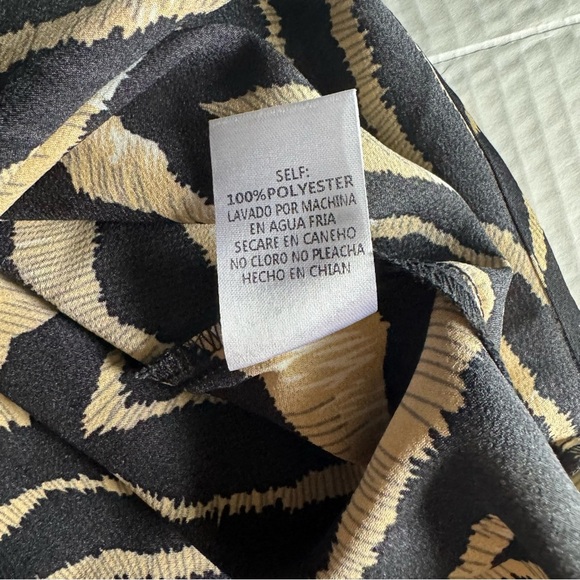 SELF:
100%POLYESTER
LAVADO POR MACHINA
EN AGUA FRIA
SECARE EN CANEHO
NO CLORO NO PLEACHA
HECHO EN CHIAN